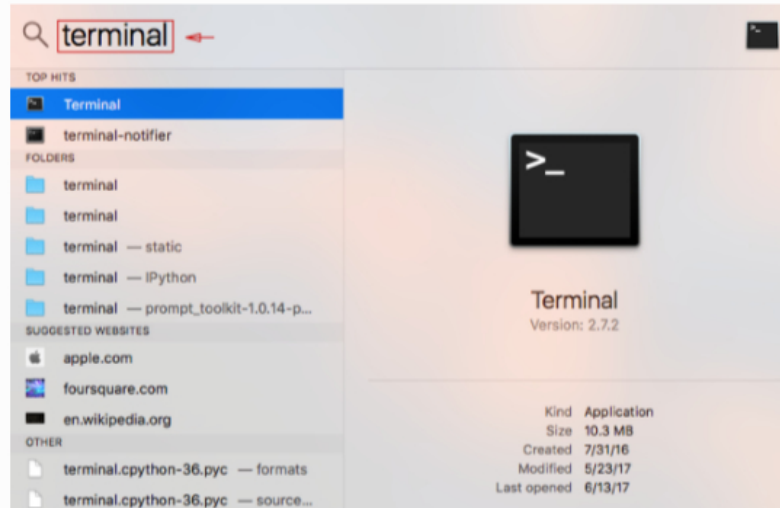 terminal
TOP HITS
Terminal
terminal-notifier
FOLDERS
terminal
terminal
terminal — static
terminal — IPython
terminal — prompt_toolkit-1.0.14-p...
SUGGESTED WEBSITES
apple.com
foursquare.com
en.wikipedia.org
OTHER
terminal.cpython-36.pyc — formats
terminal.cpython-36.pyc — source...
>_
Terminal
Version: 2.7.2
Kind Application
Size 10.3 MB
Created 7/31/16
Modified 5/23/17
Last opened 6/13/17